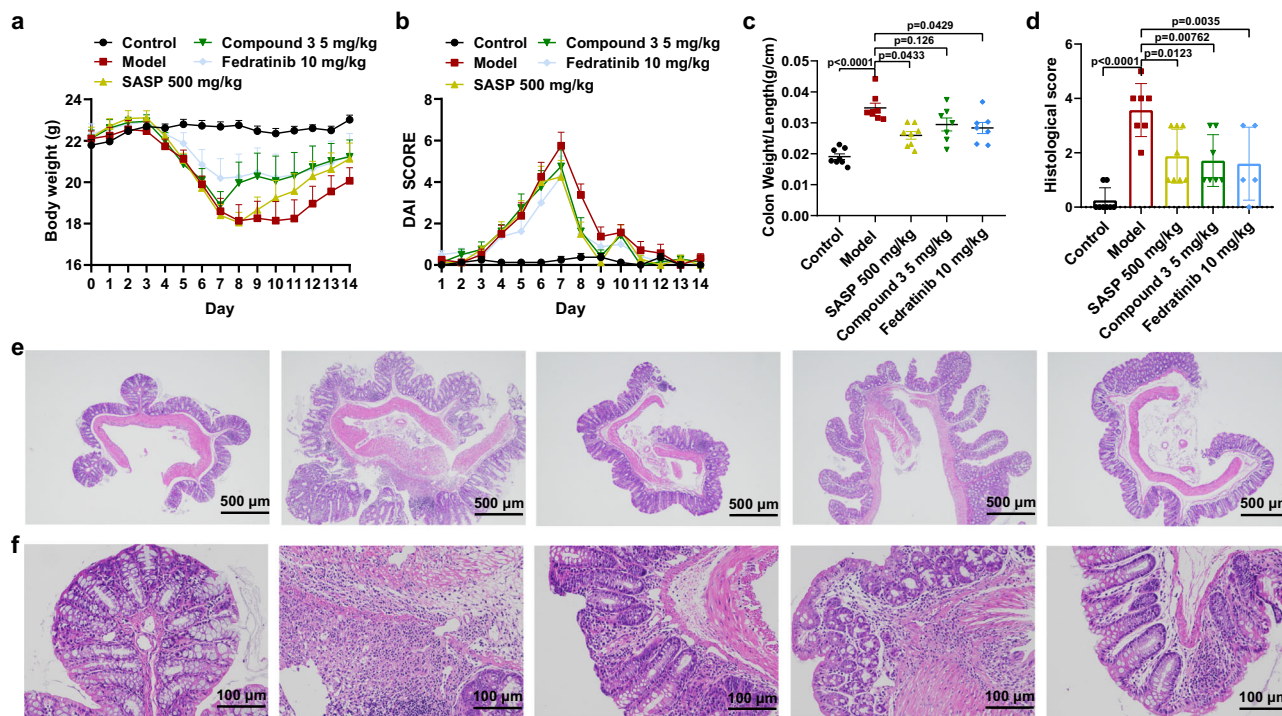 a
Control
Model
SASP 500 mg/kg
Compound 3 5 mg/kg
Fedratinib 10 mg/kg
Body weight (g)
24
22
20
18
16
0 1 2 3 4 5 6 7 8 9 10 11 12 13 14
Day
b
Control
Model
SASP 500 mg/kg
Compound 3 5 mg/kg
Fedratinib 10 mg/kg
DAI SCORE
8
6
4
2
0
1 2 3 4 5 6 7 8 9 10 11 12 13 14
Day
c
p=0.0429
p=0.126
p<0.0001 p=0.0433
Colon Weight/Length(g/cm)
0.05
0.04
0.03
0.02
0.01
0.00
Control
Model
SASP 500 mg/kg
Compound 3 5 mg/kg
Fedratinib 10 mg/kg
d
p=0.0035
p=0.00762
p<0.0001 p=0.0123
Histological score
6
4
2
0
Control
Model
SASP 500 mg/kg
Compound 3 5 mg/kg
Fedratinib 10 mg/kg
e
500 µm
500 µm
500 µm
500 µm
500 µm
f
100 µm
100 µm
100 µm
100 µm
100 µm